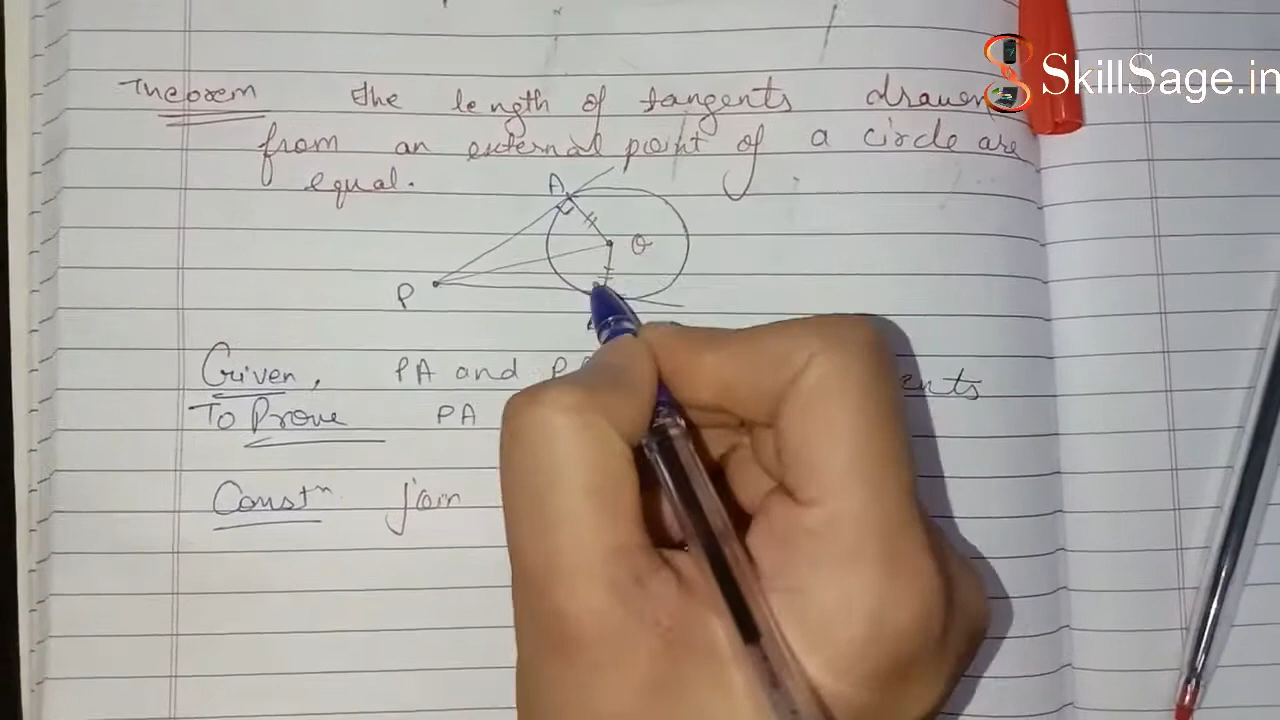 SkillSage.in
Theorem The length of tangents drawen
from an external point of a circle are
equal.
A
O
P
Given, PA and P
To Prove PA
Constⁿ join